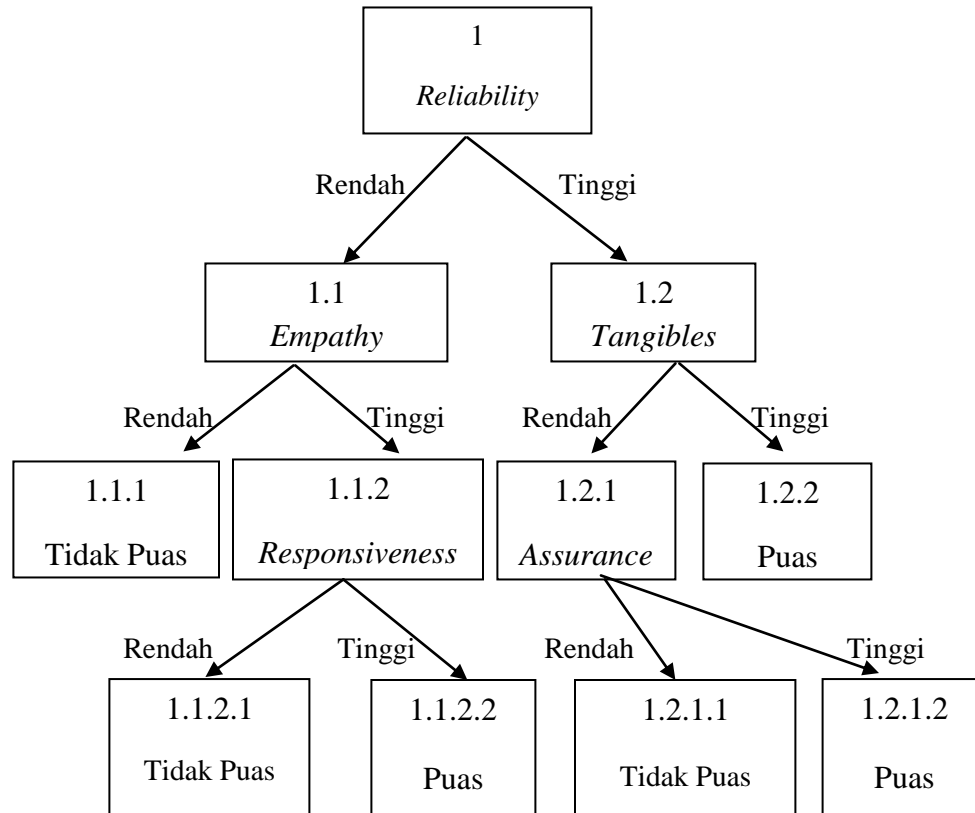 1
Reliability
Rendah
Tinggi
1.1
Empathy
1.2
Tangibles
Rendah
Tinggi
Rendah
Tinggi
1.1.1
Tidak Puas
1.1.2
Responsiveness
1.2.1
Assurance
1.2.2
Puas
Rendah
Tinggi
Rendah
Tinggi
1.1.2.1
Tidak Puas
1.1.2.2
Puas
1.2.1.1
Tidak Puas
1.2.1.2
Puas